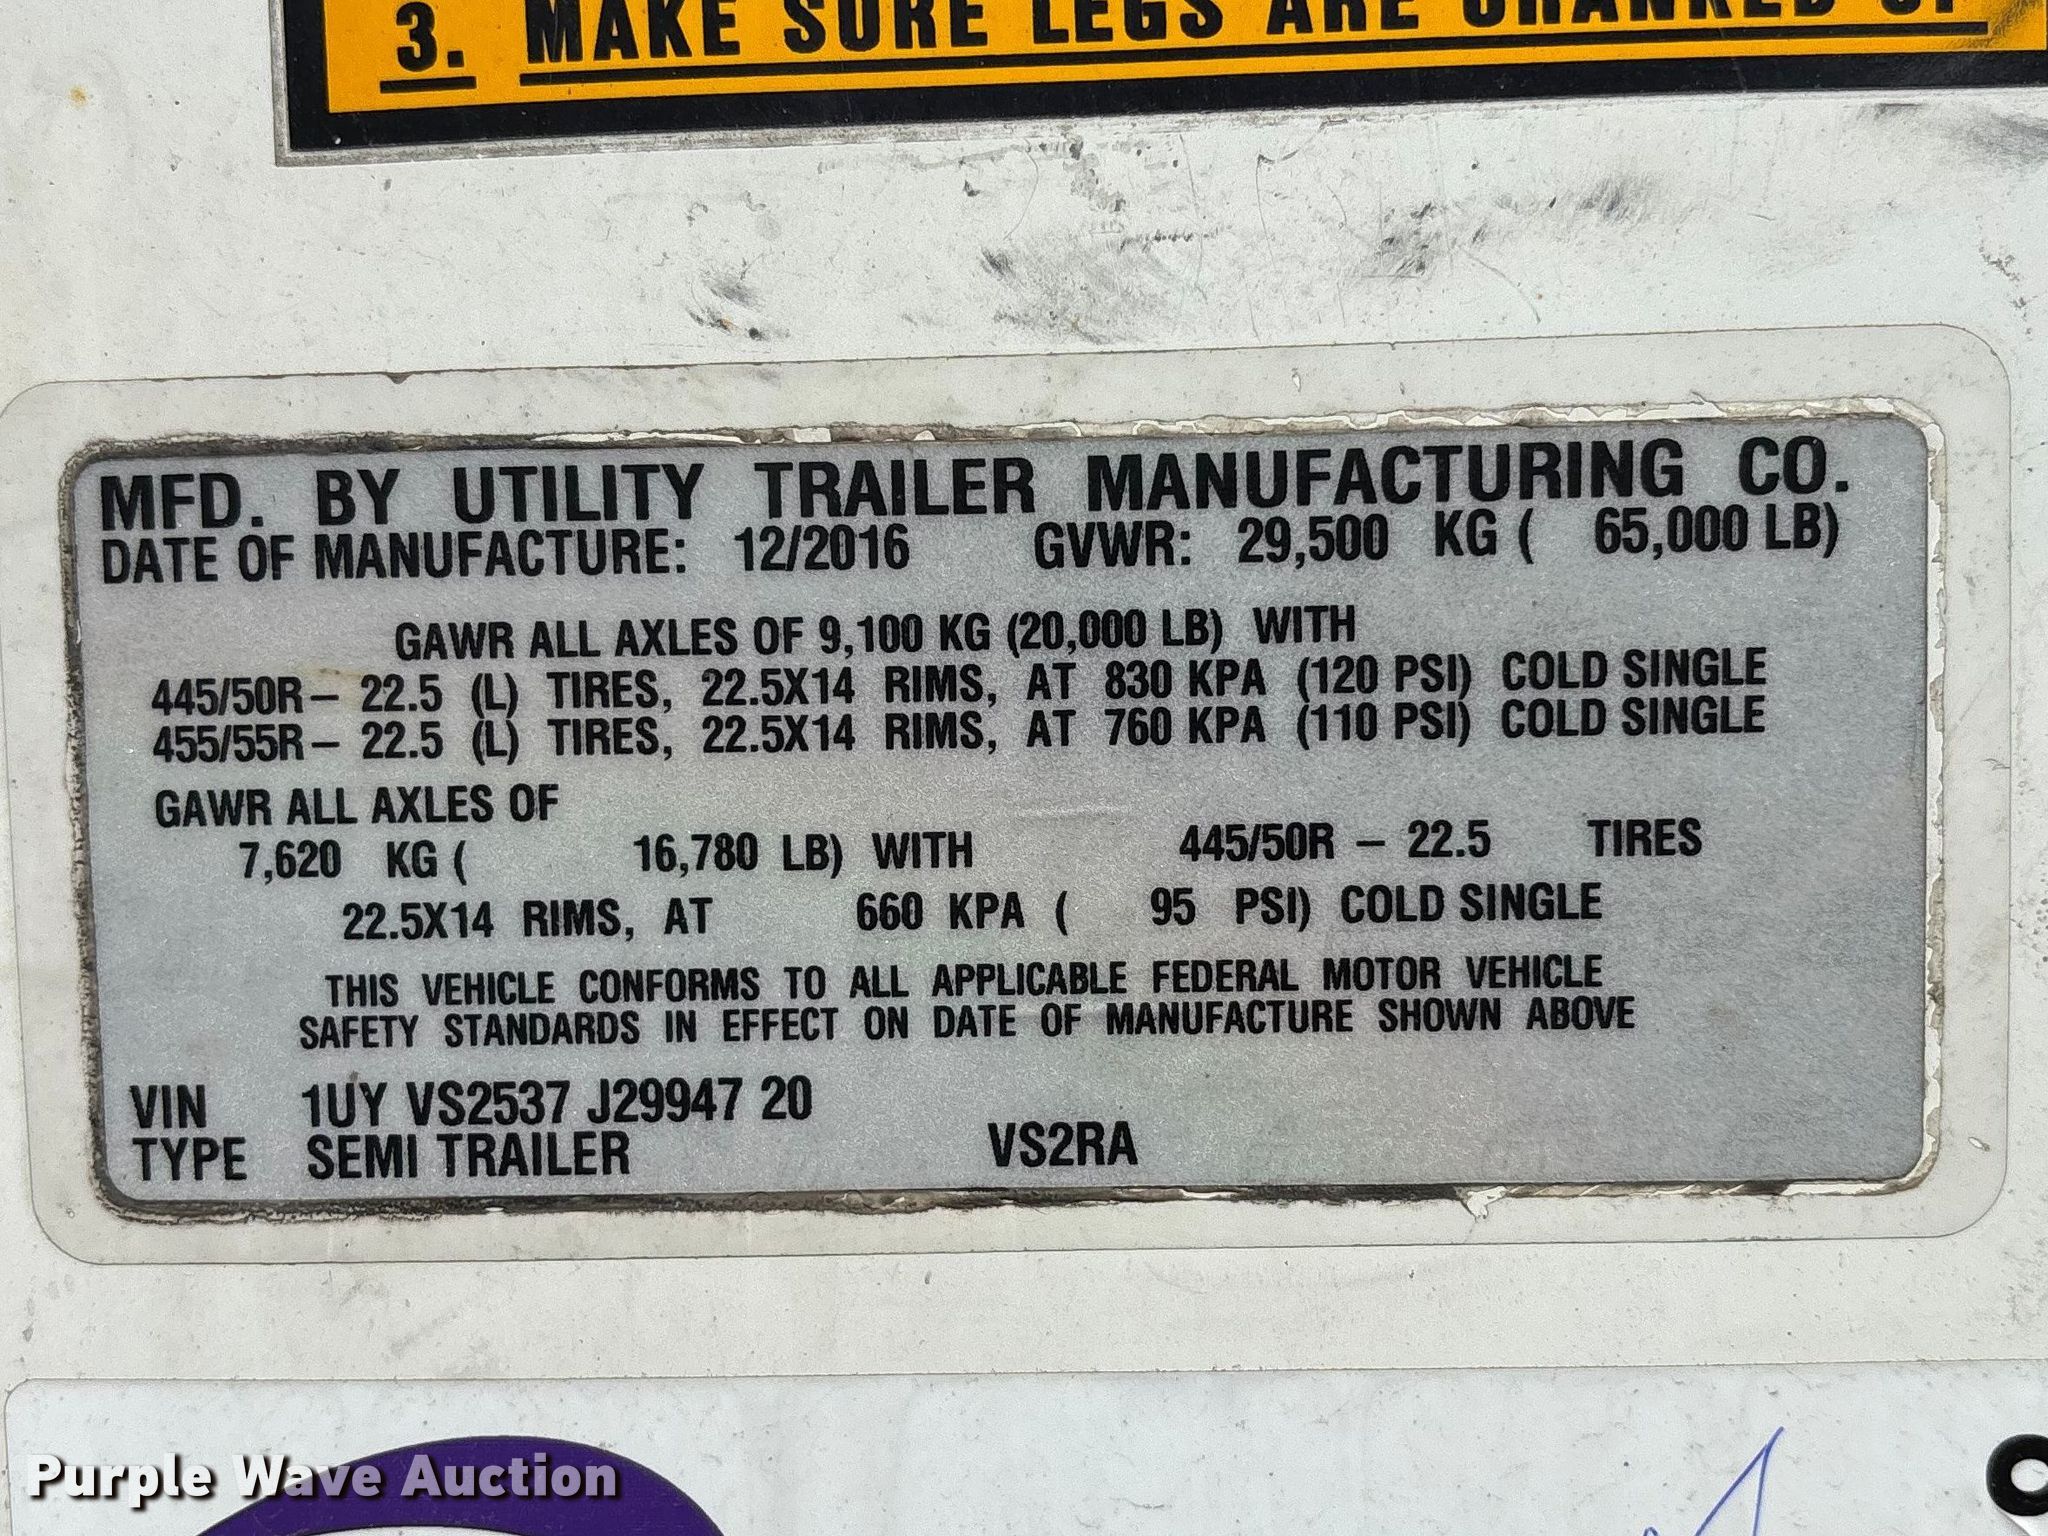 3. MAKE SURE LEGS ARE CRANKED UP
MFD. BY UTILITY TRAILER MANUFACTURING CO.
DATE OF MANUFACTURE: 12/2016 GVWR: 29,500 KG ( 65,000 LB)
GAWR ALL AXLES OF 9,100 KG (20,000 LB) WITH
445/50R – 22.5 (L) TIRES, 22.5X14 RIMS, AT 830 KPA (120 PSI) COLD SINGLE
455/55R – 22.5 (L) TIRES, 22.5X14 RIMS, AT 760 KPA (110 PSI) COLD SINGLE
GAWR ALL AXLES OF
7,620 KG ( 16,780 LB) WITH 445/50R – 22.5 TIRES
22.5X14 RIMS, AT 660 KPA ( 95 PSI) COLD SINGLE
THIS VEHICLE CONFORMS TO ALL APPLICABLE FEDERAL MOTOR VEHICLE
SAFETY STANDARDS IN EFFECT ON DATE OF MANUFACTURE SHOWN ABOVE
VIN 1UY VS2537 J29947 20
TYPE SEMI TRAILER VS2RA
Purple Wave Auction